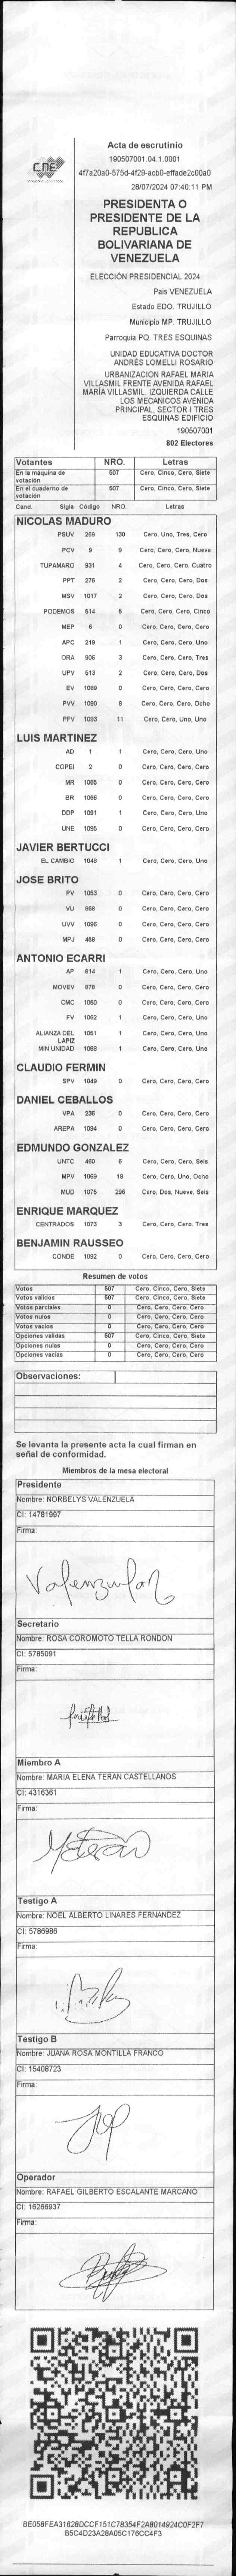 CNE
Acta de escrutinio
190507001.04.1.0001
4f7a20a0-575d-4f29-acb0-effade2c00a0
28/07/2024 07:40:11 PM
PRESIDENTA O
PRESIDENTE DE LA
REPUBLICA
BOLIVARIANA DE
VENEZUELA
ELECCIÓN PRESIDENCIAL 2024
Pais VENEZUELA
Estado EDO. TRUJILLO
Municipio MP. TRUJILLO
Parroquia PQ. TRES ESQUINAS
UNIDAD EDUCATIVA DOCTOR
ANDRES LOMELLI ROSARIO
URBANIZACION RAFAEL MARIA
VILLASMIL FRENTE AVENIDA RAFAEL
MARIA VILLASMIL. IZQUIERDA CALLE
LOS MECANICOS AVENIDA
PRINCIPAL. SECTOR I TRES
ESQUINAS EDIFICIO
190507001
802 Electores
Votantes NRO. Letras
En la máquina de votación 507 Cero, Cinco, Cero, Siete
En el cuaderno de votación 507 Cero, Cinco, Cero, Siete
Cand. Sigla Código NRO. Letras
NICOLAS MADURO
PSUV 269 130 Cero, Uno, Tres, Cero
PCV 9 9 Cero, Cero, Cero, Nueve
TUPAMARO 931 4 Cero, Cero, Cero, Cuatro
PPT 276 2 Cero, Cero, Cero, Dos
MSV 1017 2 Cero, Cero, Cero, Dos
PODEMOS 514 5 Cero, Cero, Cero, Cinco
MEP 6 0 Cero, Cero, Cero, Cero
APC 219 1 Cero, Cero, Cero, Uno
ORA 906 3 Cero, Cero, Cero, Tres
UPV 513 2 Cero, Cero, Cero, Dos
EV 1089 0 Cero, Cero, Cero, Cero
PVV 1090 8 Cero, Cero, Cero, Ocho
PFV 1093 11 Cero, Cero, Uno, Uno
LUIS MARTINEZ
AD 1 1 Cero, Cero, Cero, Uno
COPEI 2 0 Cero, Cero, Cero, Cero
MR 1065 0 Cero, Cero, Cero, Cero
BR 1086 0 Cero, Cero, Cero, Cero
DDP 1091 1 Cero, Cero, Cero, Uno
UNE 1095 0 Cero, Cero, Cero, Cero
JAVIER BERTUCCI
EL CAMBIO 1048 1 Cero, Cero, Cero, Uno
JOSE BRITO
PV 1053 0 Cero, Cero, Cero, Cero
VU 868 0 Cero, Cero, Cero, Cero
UVV 1096 0 Cero, Cero, Cero, Cero
MPJ 458 0 Cero, Cero, Cero, Cero
ANTONIO ECARRI
AP 814 1 Cero, Cero, Cero, Uno
MOVEV 878 0 Cero, Cero, Cero, Cero
CMC 1050 0 Cero, Cero, Cero, Cero
FV 1062 1 Cero, Cero, Cero, Uno
ALIANZA DEL LAPIZ 1051 1 Cero, Cero, Cero, Uno
MIN UNIDAD 1068 1 Cero, Cero, Cero, Uno
CLAUDIO FERMIN
SPV 1049 0 Cero, Cero, Cero, Cero
DANIEL CEBALLOS
VPA 236 0 Cero, Cero, Cero, Cero
AREPA 1094 0 Cero, Cero, Cero, Cero
EDMUNDO GONZALEZ
UNTC 460 6 Cero, Cero, Cero, Seis
MPV 1069 18 Cero, Cero, Uno, Ocho
MUD 1075 296 Cero, Dos, Nueve, Seis
ENRIQUE MARQUEZ
CENTRADOS 1073 3 Cero, Cero, Cero, Tres
BENJAMIN RAUSSEO
CONDE 1092 0 Cero, Cero, Cero, Cero
Resumen de votos
Votos 507 Cero, Cinco, Cero, Siete
Votos validos 507 Cero, Cinco, Cero, Siete
Votos parciales 0 Cero, Cero, Cero, Cero
Votos nulos 0 Cero, Cero, Cero, Cero
Votos vacios 0 Cero, Cero, Cero, Cero
Opciones validas 507 Cero, Cinco, Cero, Siete
Opciones nulas 0 Cero, Cero, Cero, Cero
Opciones vacias 0 Cero, Cero, Cero, Cero
Observaciones:
Se levanta la presente acta la cual firman en
señal de conformidad.
Miembros de la mesa electoral
Presidente
Nombre: NORBELYS VALENZUELA
CI: 14781997
Firma:
Secretario
Nombre: ROSA COROMOTO TELLA RONDON
CI: 5785091
Firma:
Miembro A
Nombre: MARIA ELENA TERAN CASTELLANOS
CI: 4316361
Firma:
Testigo A
Nombre: NOEL ALBERTO LINARES FERNANDEZ
CI: 5786986
Firma:
Testigo B
Nombre: JUANA ROSA MONTILLA FRANCO
CI: 15408723
Firma:
Operador
Nombre: RAFAEL GILBERTO ESCALANTE MARCANO
CI: 16266937
Firma:
BE058FEA31628DCCF151C78354F2A8014924C0F2F7
B5C4D23A28A05C176CC4F3